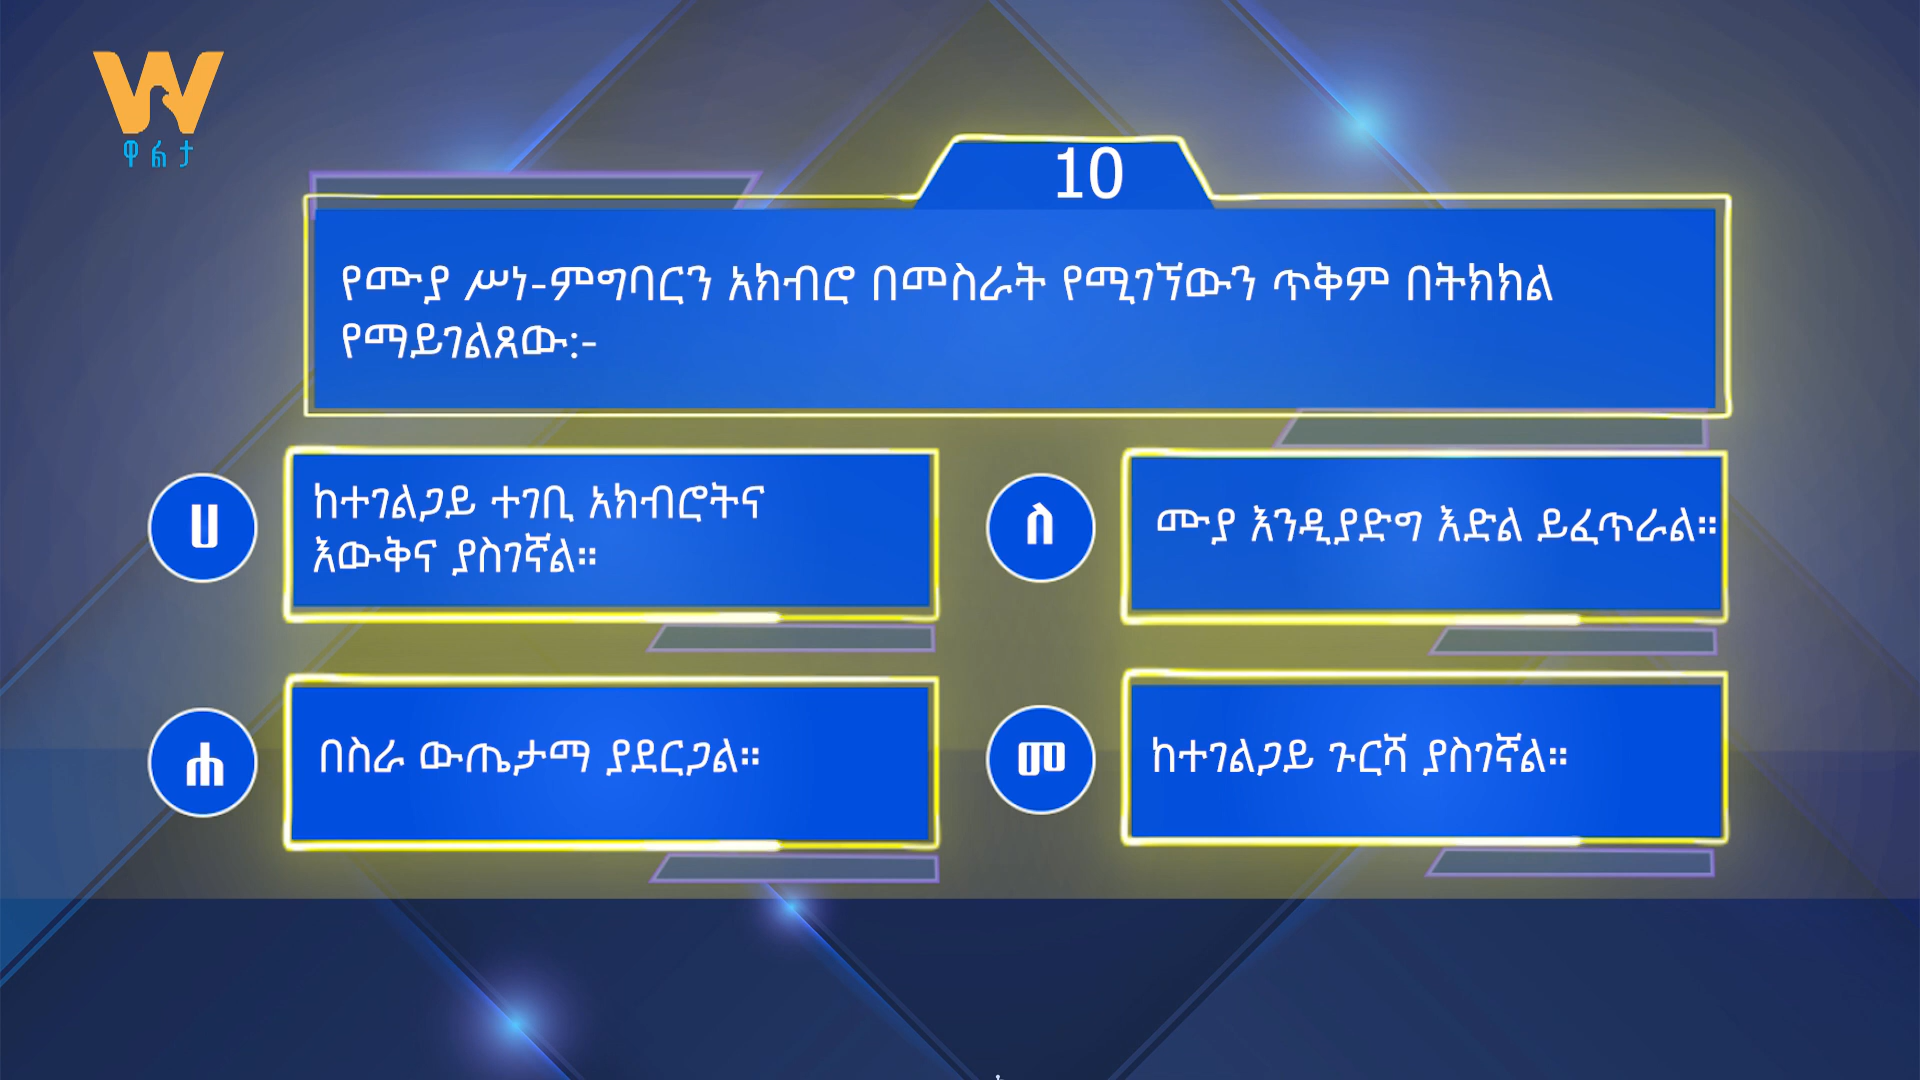 ዋልታ
10
የሙያ ሥነ-ምግባርን አክብሮ በመስራት የሚገኘውን ጥቅም በትክክል
የማይገልጸው:-
ሀ
ከተገልጋይ ተገቢ አክብሮትና
እውቅና ያስገኛል።
ለ
ሙያ እንዲያድግ እድል ይፈጥራል።
ሐ
በስራ ውጤታማ ያደርጋል።
መ
ከተገልጋይ ጉርሻ ያስገኛል።